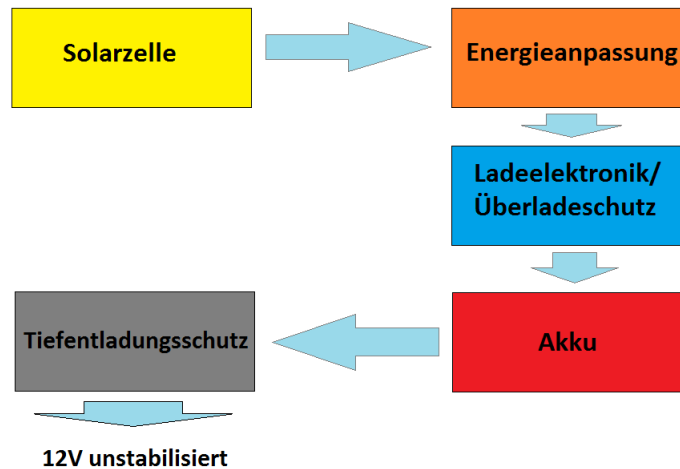 Solarzelle
Energieanpassung
Ladeelektronik/
Überladeschutz
Akku
Tiefentladungsschutz
12V unstabilisiert